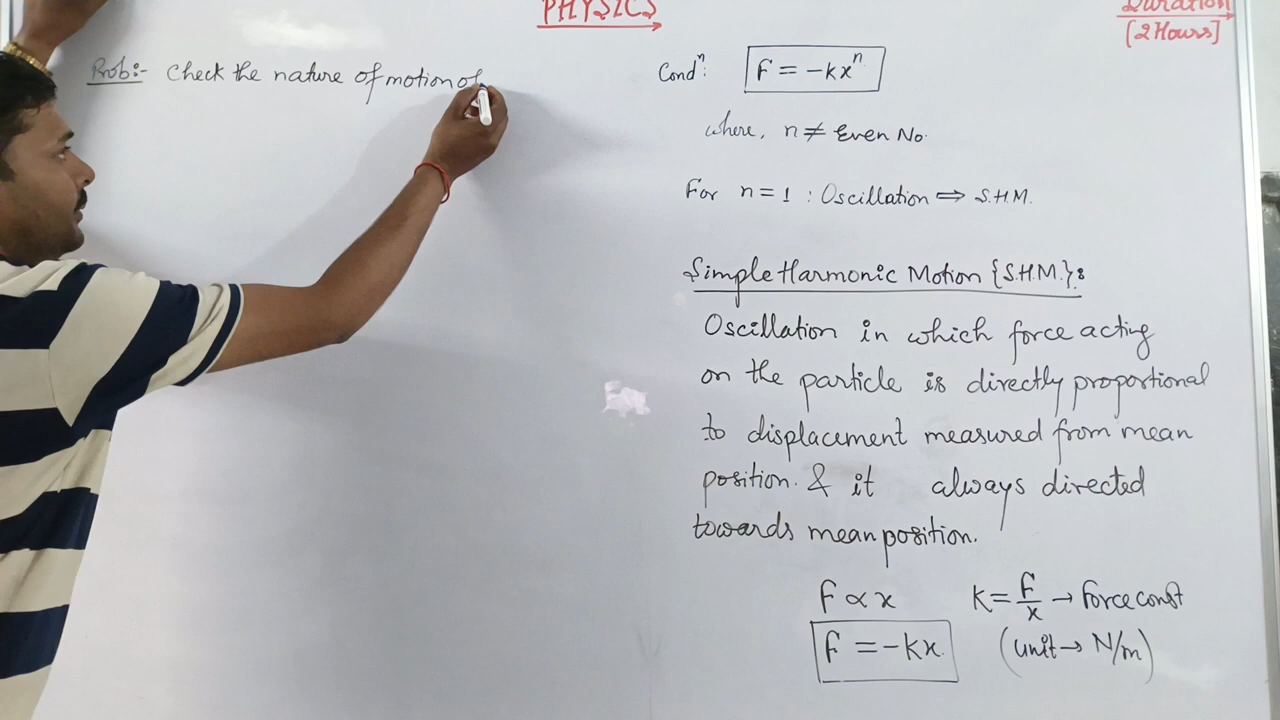 PHYSICS
Duration
[2 Hours]
Prob:- Check the nature of motion of
Condⁿ: F = -kxⁿ
where, n ≠ Even No.
For n = 1 : Oscillation ⇒ S.H.M.
Simple Harmonic Motion {S.H.M.}:
Oscillation in which force acting
on the particle is directly proportional
to displacement measured from mean
position. & it always directed
towards mean position.
F ∝ x K = F/x → Force const
F = -kx (unit → N/m)